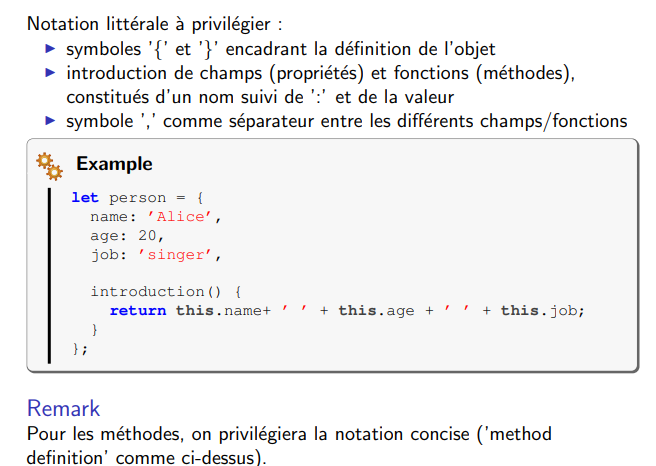 Notation littérale à privilégier :
▶ symboles '{' et '}' encadrant la définition de l'objet
▶ introduction de champs (propriétés) et fonctions (méthodes),
constitués d'un nom suivi de ':' et de la valeur
▶ symbole ',' comme séparateur entre les différents champs/fonctions
Example
let person = {
  name: 'Alice',
  age: 20,
  job: 'singer',
  introduction() {
    return this.name+ ' ' + this.age + ' ' + this.job;
  }
};
Remark
Pour les méthodes, on privilégiera la notation concise ('method
definition' comme ci-dessus).